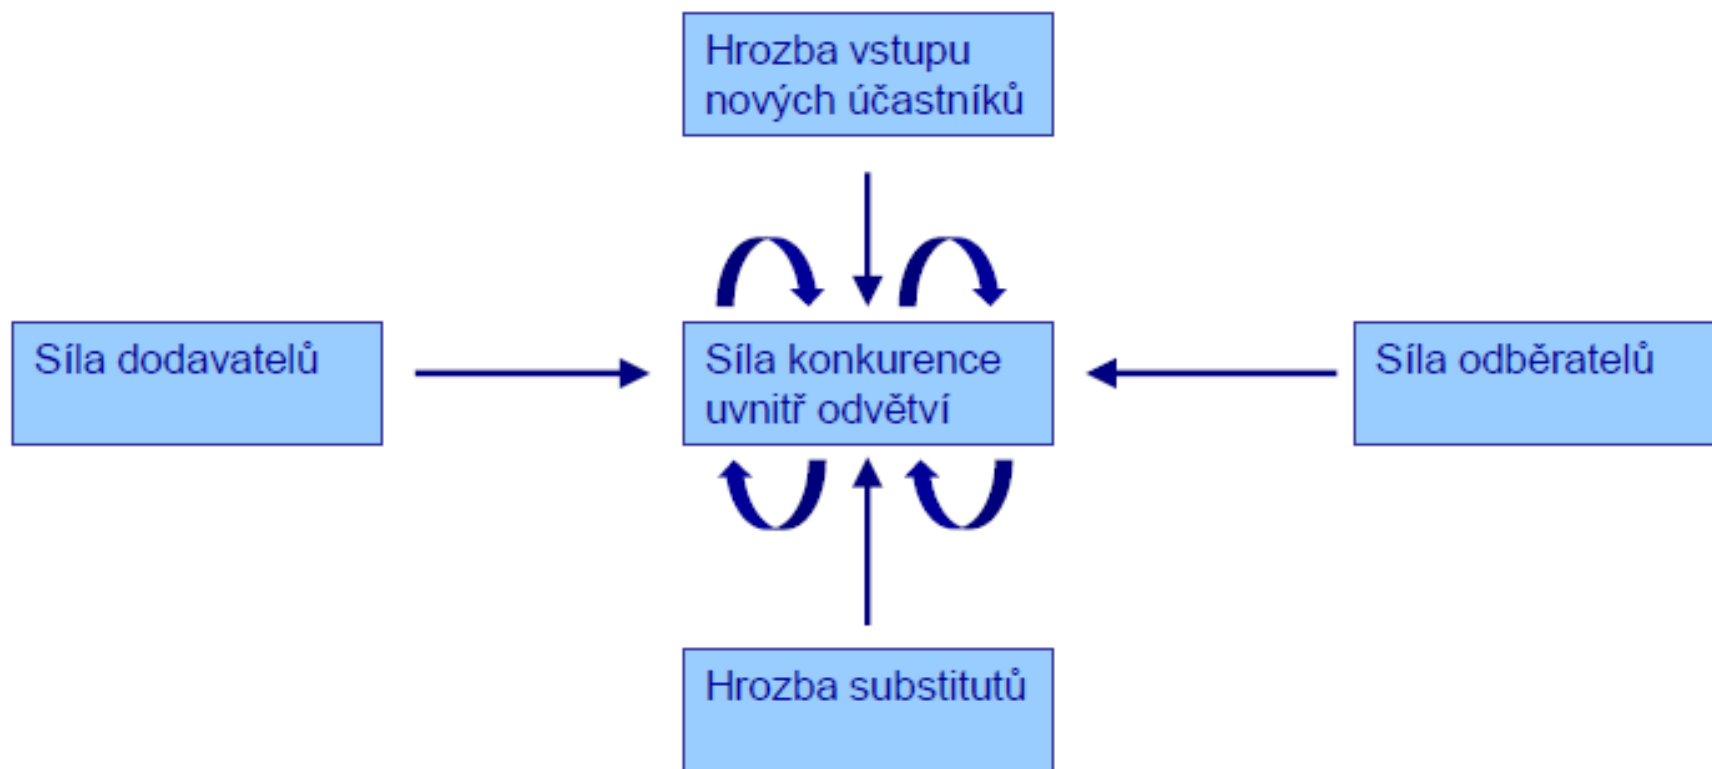 Hrozba vstupu
nových účastníků
Síla dodavatelů
Síla konkurence
uvnitř odvětví
Síla odběratelů
Hrozba substitutů